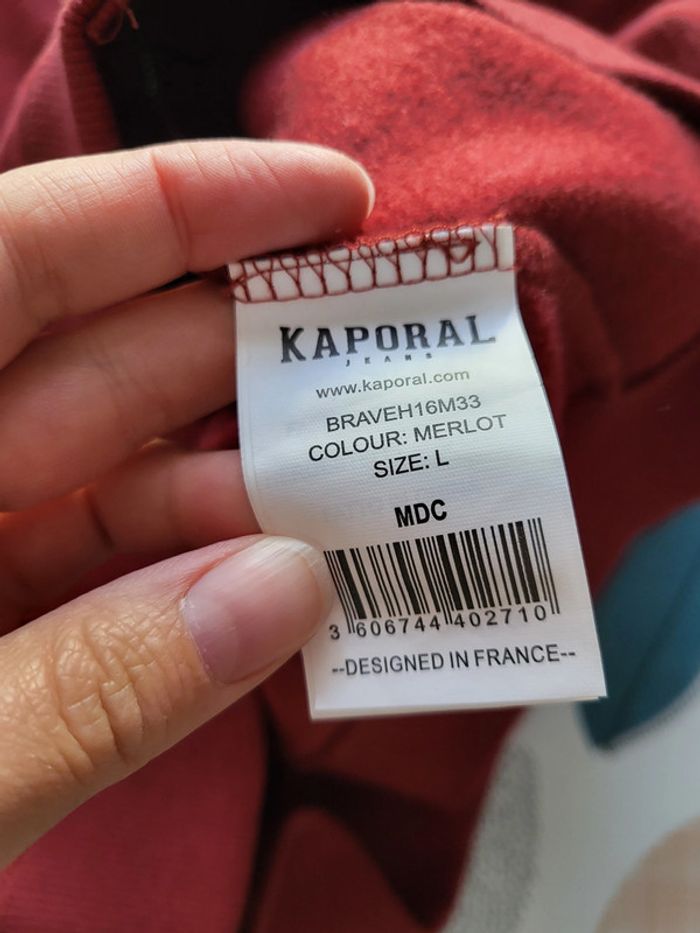 KAPORAL
JEANS
www.kaporal.com
BRAVEH16M33
COLOUR: MERLOT
SIZE: L
MDC
3 606744 402710
--DESIGNED IN FRANCE--